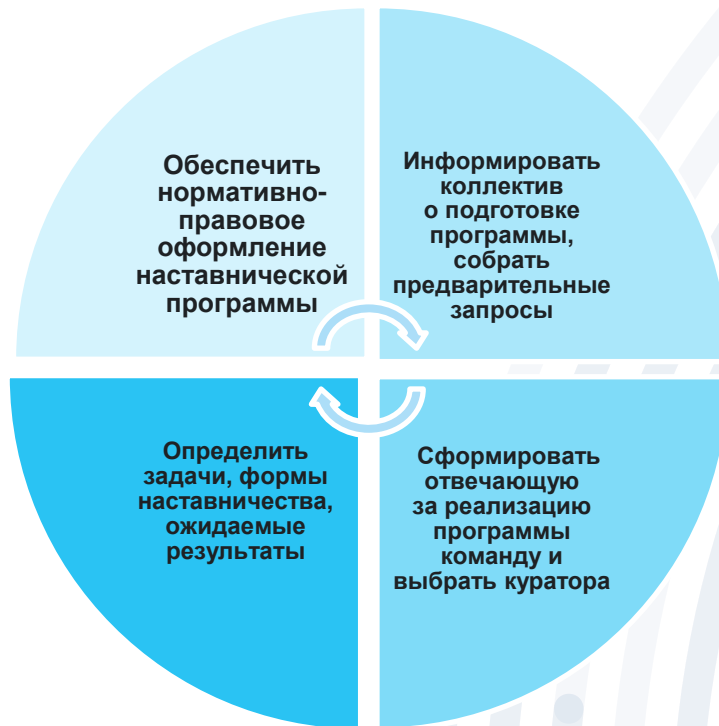 Обеспечить
нормативно-
правовое
оформление
наставнической
программы
Информировать
коллектив
о подготовке
программы,
собрать
предварительные
запросы
Сформировать
отвечающую
за реализацию
программы
команду и
выбрать куратора
Определить
задачи, формы
наставничества,
ожидаемые
результаты